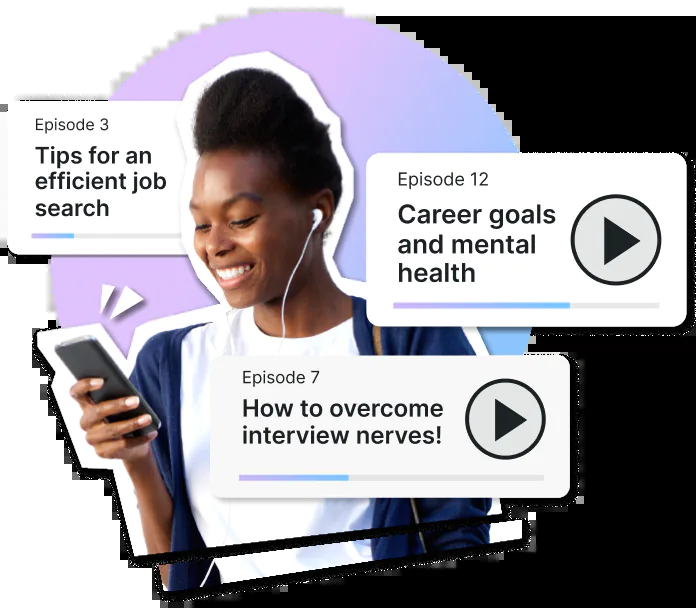 Episode 3
Tips for an
efficient job
search
Episode 12
Career goals
and mental
health
Episode 7
How to overcome
interview nerves!